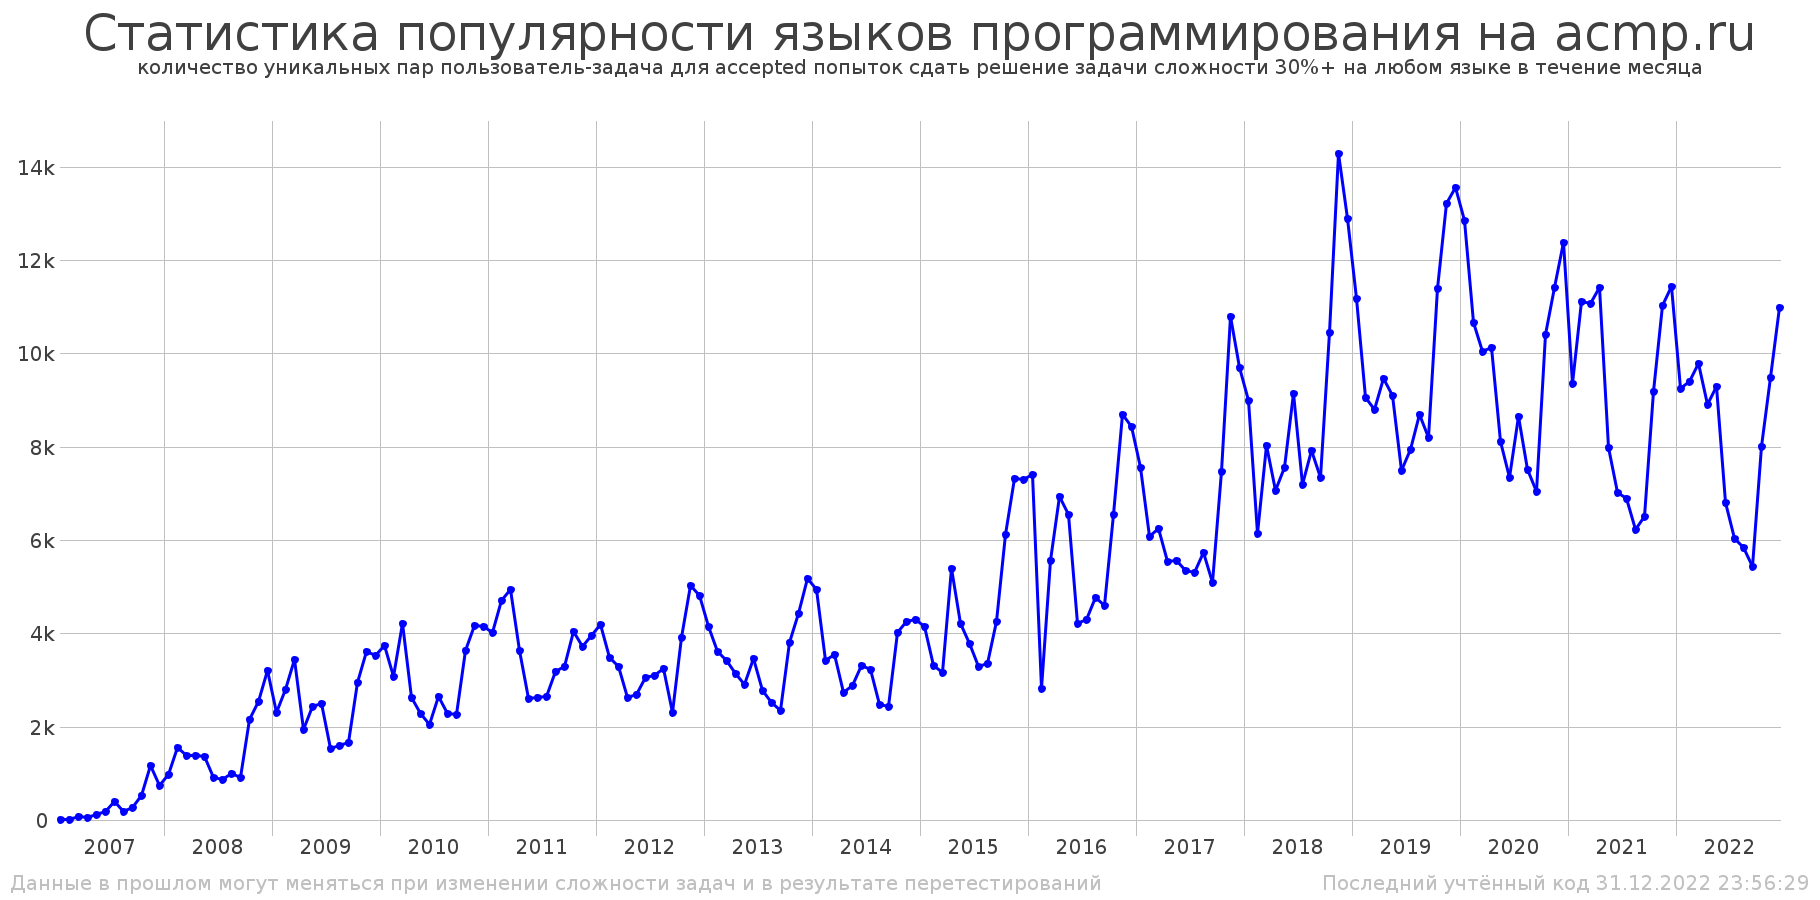 Статистика популярности языков программирования на acmp.ru
количество уникальных пар пользователь-задача для accepted попыток сдать решение задачи сложности 30%+ на любом языке в течение месяца
14k
12k
10k
8k
6k
4k
2k
0
2007 2008 2009 2010 2011 2012 2013 2014 2015 2016 2017 2018 2019 2020 2021 2022
Данные в прошлом могут меняться при изменении сложности задач и в результате перетестирований
Последний учтённый код 31.12.2022 23:56:29